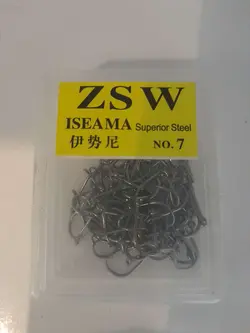 ZSW
ISEAMA Superior Steel
伊势尼 NO.7